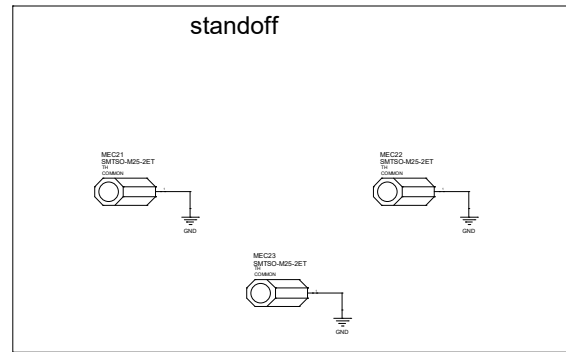 standoff
MEC21
SMTSO-M25-2ET
TH
COMMON
GND
MEC22
SMTSO-M25-2ET
TH
COMMON
GND
MEC23
SMTSO-M25-2ET
TH
COMMON
GND